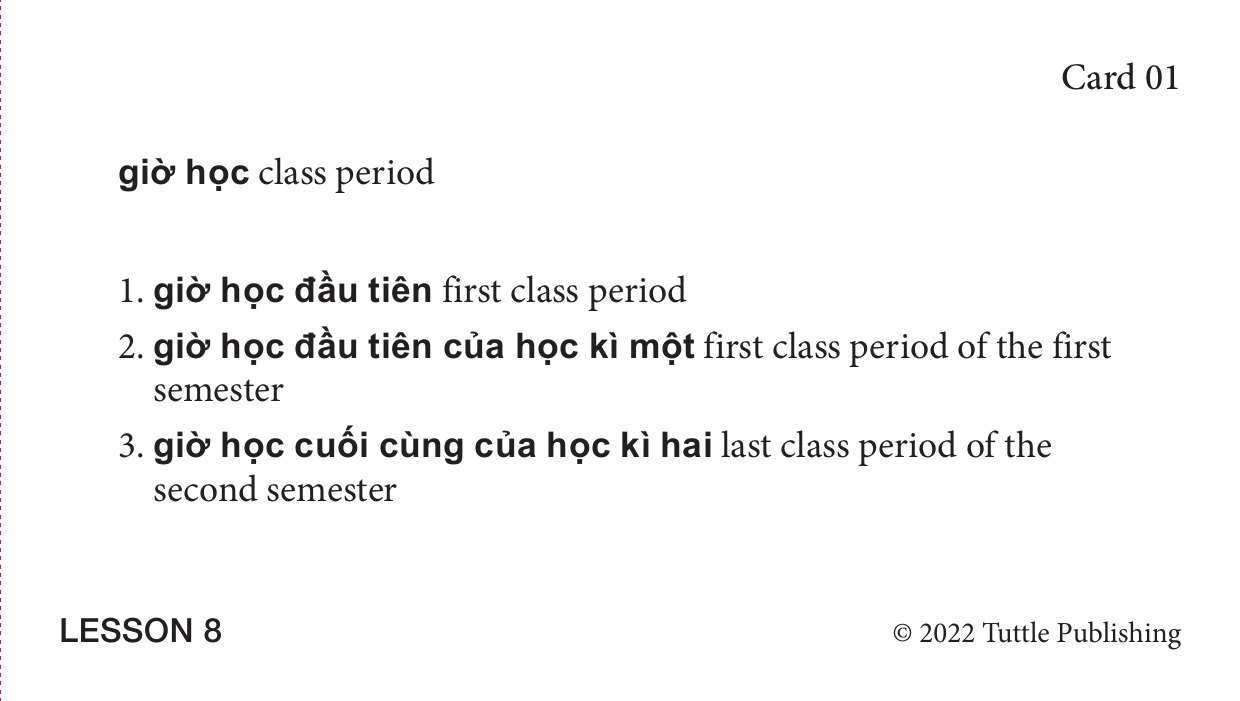 Card 01
giờ học class period
1. giờ học đầu tiên first class period
2. giờ học đầu tiên của học kì một first class period of the first
semester
3. giờ học cuối cùng của học kì hai last class period of the
second semester
LESSON 8
© 2022 Tuttle Publishing